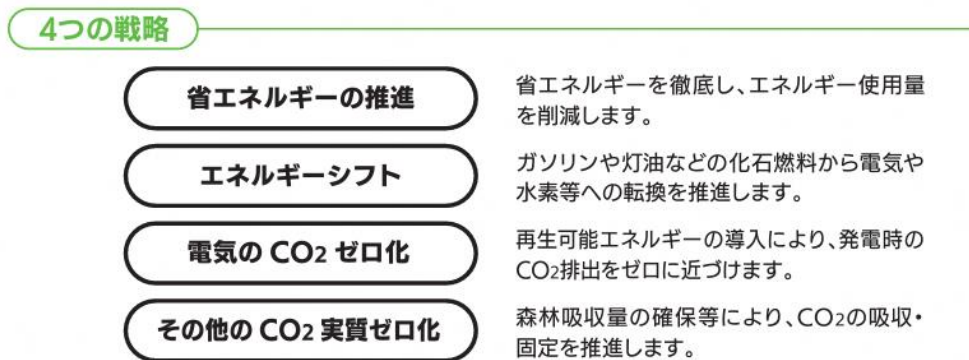 4つの戦略
省エネルギーの推進
省エネルギーを徹底し、エネルギー使用量
を削減します。
エネルギーシフト
ガソリンや灯油などの化石燃料から電気や
水素等への転換を推進します。
電気の CO2 ゼロ化
再生可能エネルギーの導入により、発電時の
CO2排出をゼロに近づけます。
その他の CO2 実質ゼロ化
森林吸収量の確保等により、CO2の吸収・
固定を推進します。